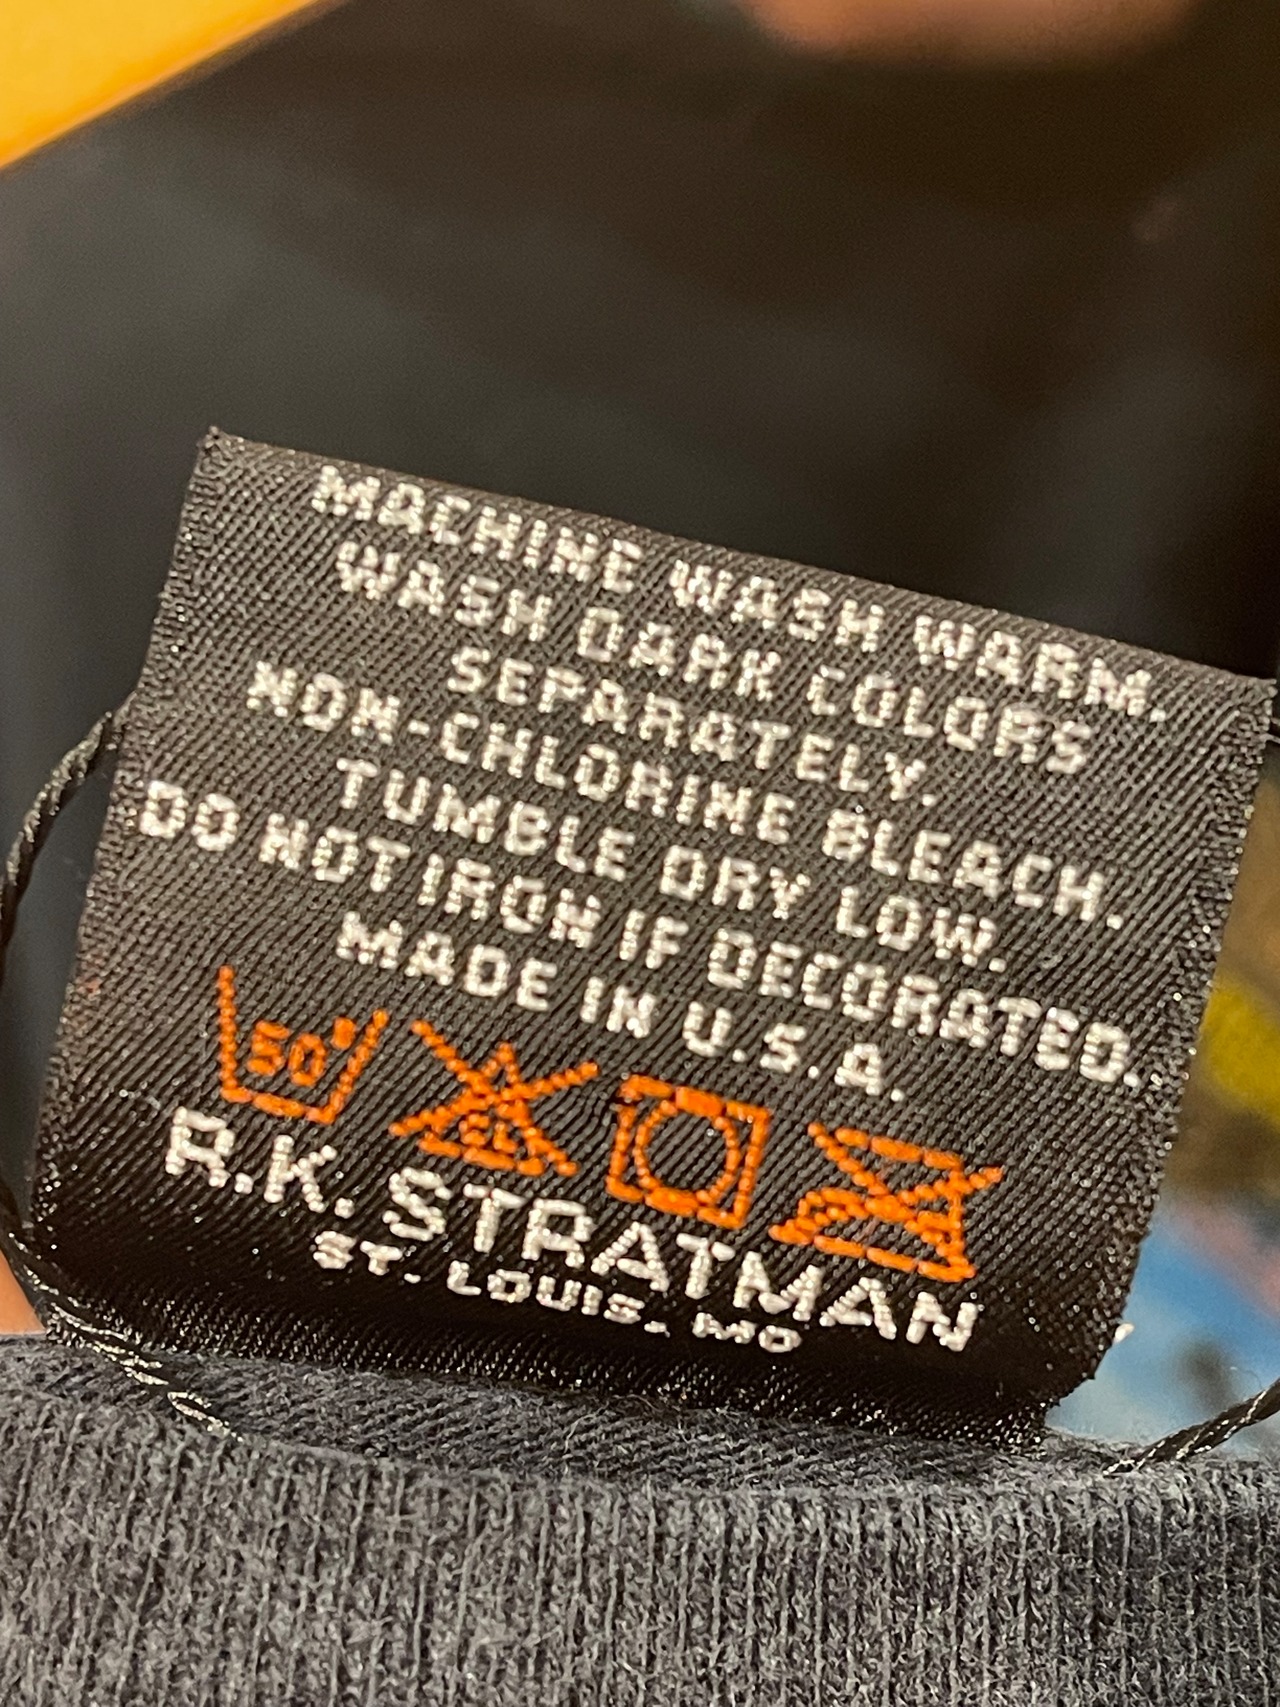 MACHINE WASH WARM.
WASH DARK COLORS
SEPARATELY.
NON-CHLORINE BLEACH.
TUMBLE DRY LOW.
DO NOT IRON IF DECORATED.
MADE IN U.S.A.
50° CL
R.K. STRATMAN
ST. LOUIS, MO